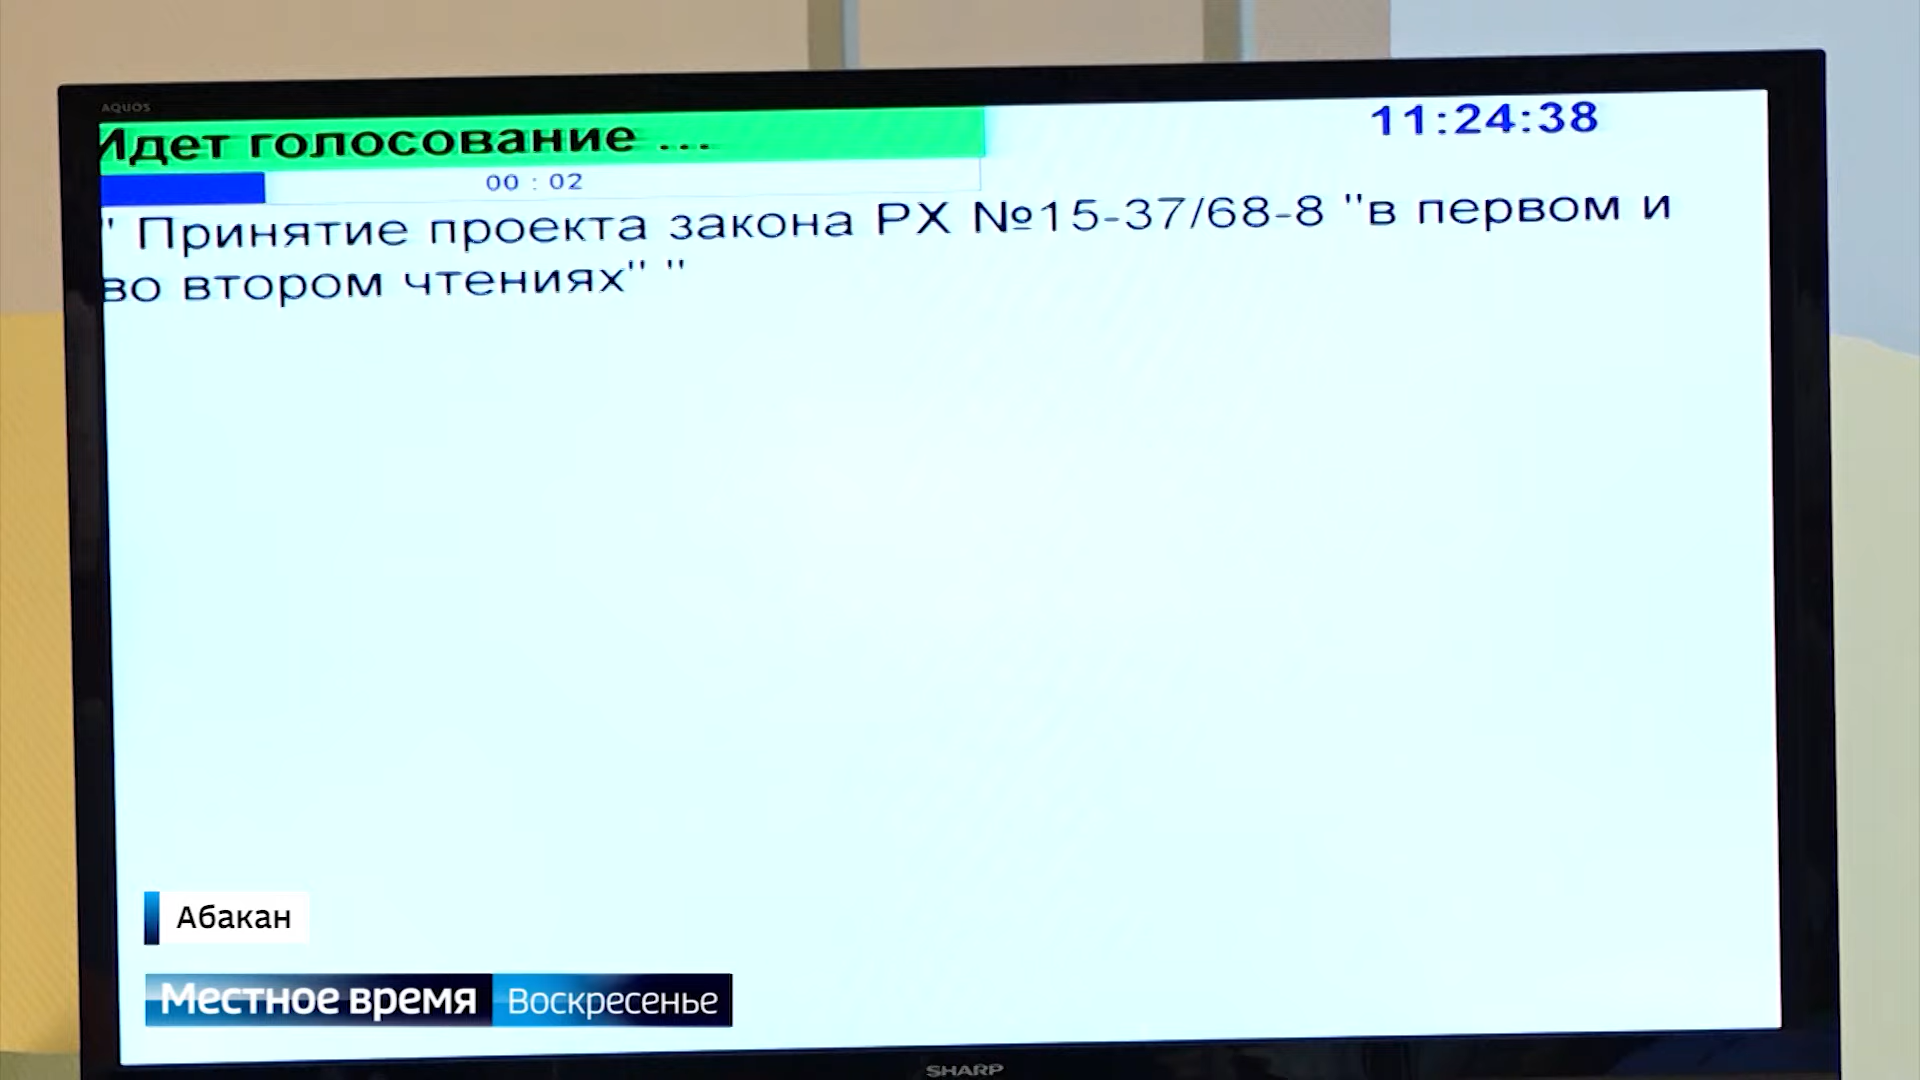 AQUOS
Идет голосование ...
11:24:38
00 : 02
" Принятие проекта закона РХ №15-37/68-8 "в первом и
во втором чтениях" "
Абакан
Местное время Воскресенье
SHARP